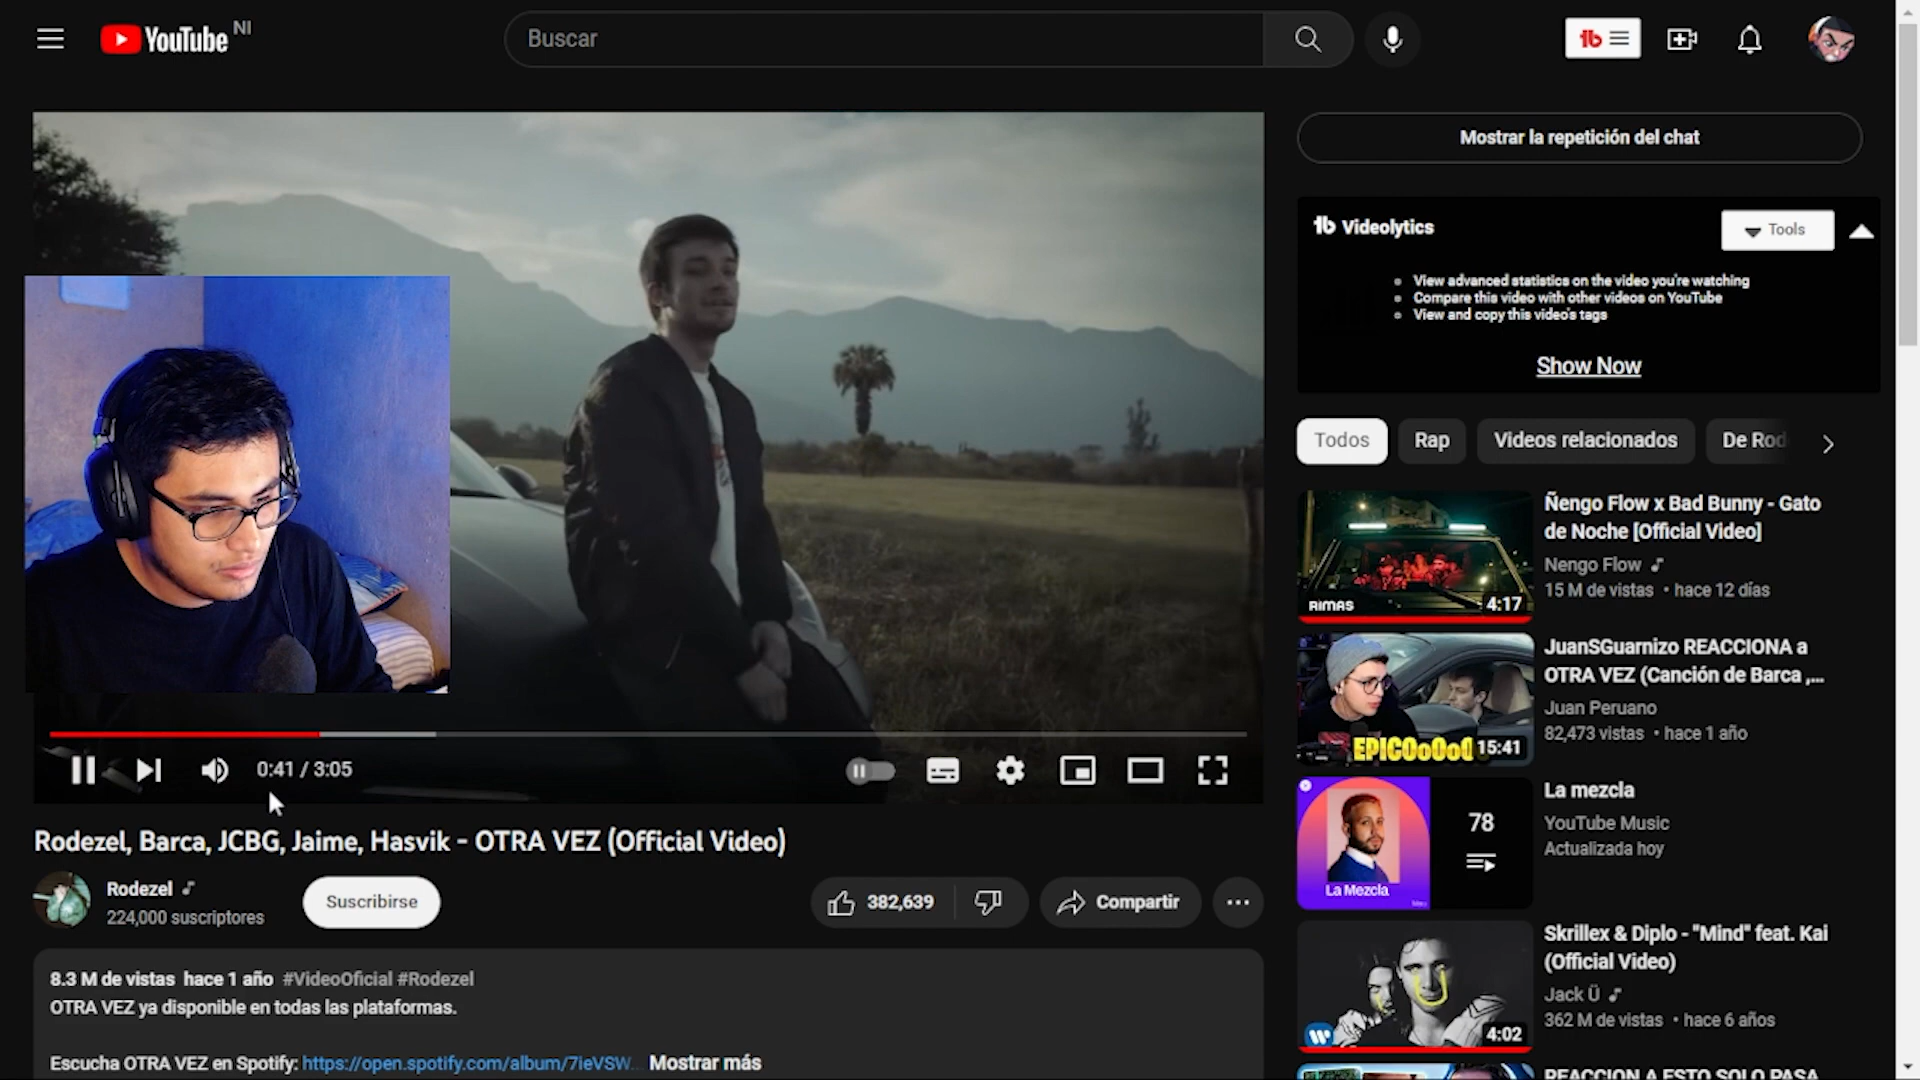 YouTube NI
Buscar
Mostrar la repetición del chat
Videolytics
Tools
View advanced statistics on the video you're watching
Compare this video with other videos on YouTube
View and copy this video's tags
Show Now
Todos
Rap
Videos relacionados
De Rod
0:41 / 3:05
Rodezel, Barca, JCBG, Jaime, Hasvik - OTRA VEZ (Official Video)
Rodezel
224,000 suscriptores
Suscribirse
382,639
Compartir
8.3 M de vistas hace 1 año #VideoOficial #Rodezel
OTRA VEZ ya disponible en todas las plataformas.
Escucha OTRA VEZ en Spotify: https://open.spotify.com/album/7ieVSW... Mostrar más
RIMAS
4:17
Ñengo Flow x Bad Bunny - Gato
de Noche [Official Video]
Nengo Flow
15 M de vistas • hace 12 días
EPICOoOoO
15:41
JuanSGuarnizo REACCIONA a
OTRA VEZ (Canción de Barca ,...
Juan Peruano
82,473 vistas • hace 1 año
La Mezcla
78
La mezcla
YouTube Music
Actualizada hoy
4:02
Skrillex & Diplo - "Mind" feat. Kai
(Official Video)
Jack Ü
362 M de vistas • hace 6 años
REACCION A ESTO SOLO PASA